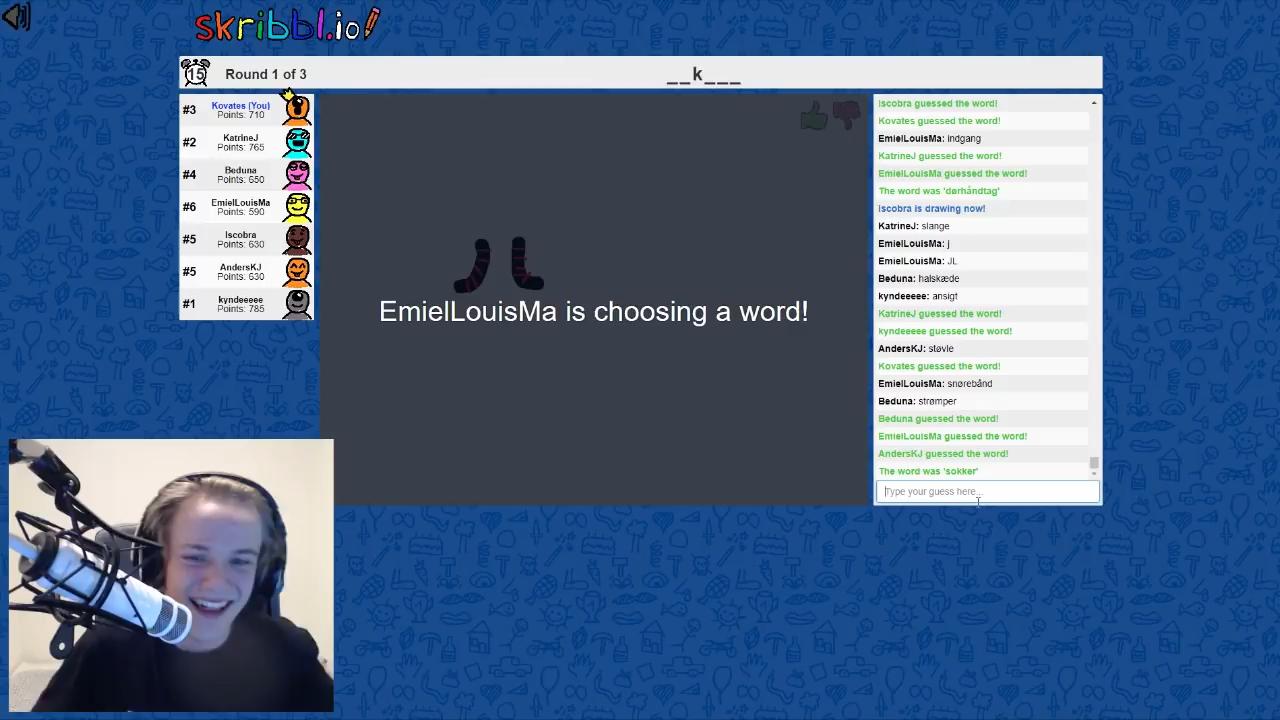 skribbl.io
15
Round 1 of 3
__k___
#3
Kovates (You)
Points: 710
#2
KatrineJ
Points: 765
#4
Beduna
Points: 650
#6
EmielLouisMa
Points: 590
#5
Iscobra
Points: 630
#5
AndersKJ
Points: 630
#1
kyndeeeee
Points: 785
EmielLouisMa is choosing a word!
Iscobra guessed the word!
Kovates guessed the word!
EmielLouisMa: indgang
KatrineJ guessed the word!
EmielLouisMa guessed the word!
The word was 'dørhåndtag'
Iscobra is drawing now!
KatrineJ: slange
EmielLouisMa: j
EmielLouisMa: JL
Beduna: halskæde
kyndeeeee: ansigt
KatrineJ guessed the word!
kyndeeeee guessed the word!
AndersKJ: støvle
Kovates guessed the word!
EmielLouisMa: snørebånd
Beduna: strømper
Beduna guessed the word!
EmielLouisMa guessed the word!
AndersKJ guessed the word!
The word was 'sokker'
Type your guess here...